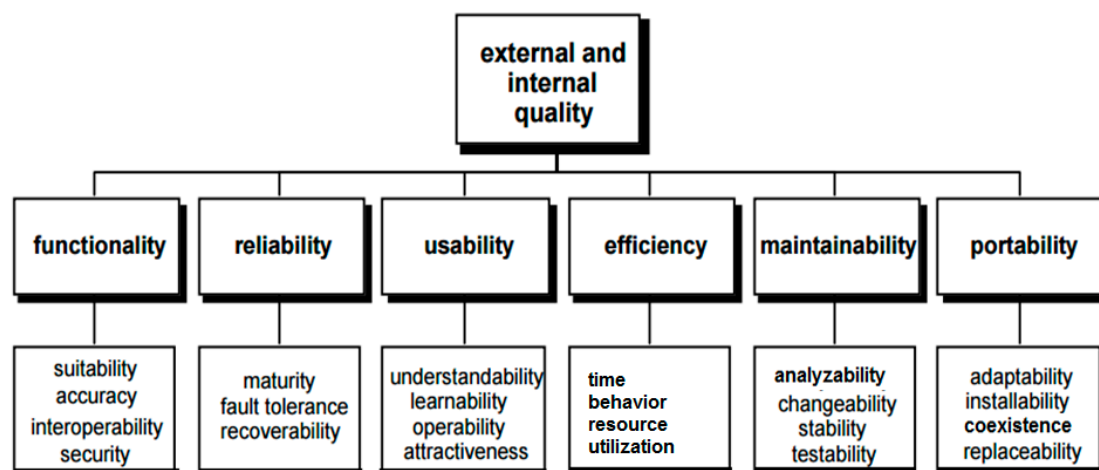 external and
internal
quality
functionality
reliability
usability
efficiency
maintainability
portability
suitability
accuracy
interoperability
security
maturity
fault tolerance
recoverability
understandability
learnability
operability
attractiveness
time
behavior
resource
utilization
analyzability
changeability
stability
testability
adaptability
installability
coexistence
replaceability